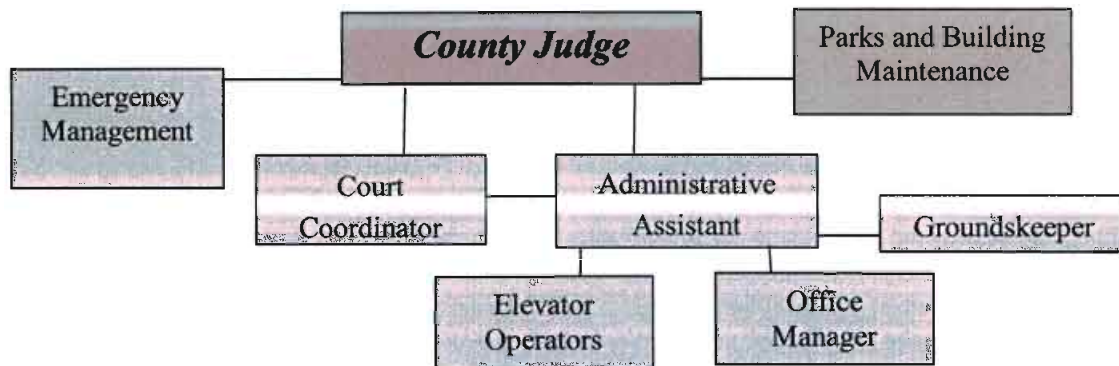 County Judge
Parks and Building
Maintenance
Emergency
Management
Court
Coordinator
Administrative
Assistant
Groundskeeper
Elevator
Operators
Office
Manager